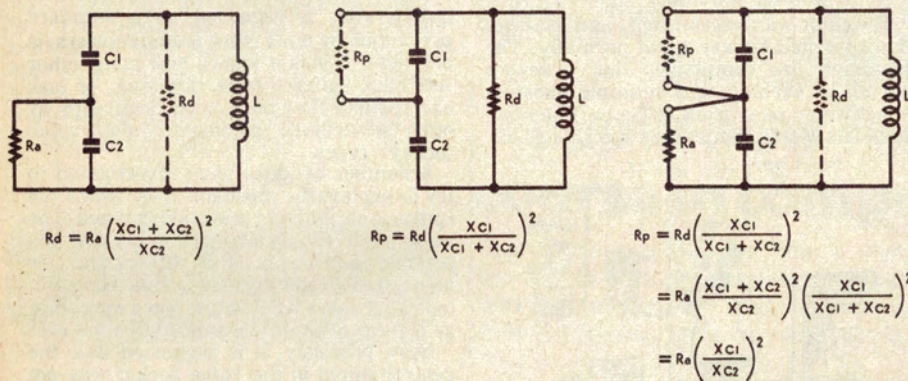 C1
Rd
L
Ra
C2
Rd = Ra ( (XC1 + XC2) / XC2 )²
Rp
C1
Rd
L
C2
Rp = Rd ( XC1 / (XC1 + XC2) )²
Rp
C1
Rd
L
Ra
C2
Rp = Rd ( XC1 / (XC1 + XC2) )²
= Ra ( (XC1 + XC2) / XC2 )² ( XC1 / (XC1 + XC2) )²
= Ra ( XC1 / XC2 )²